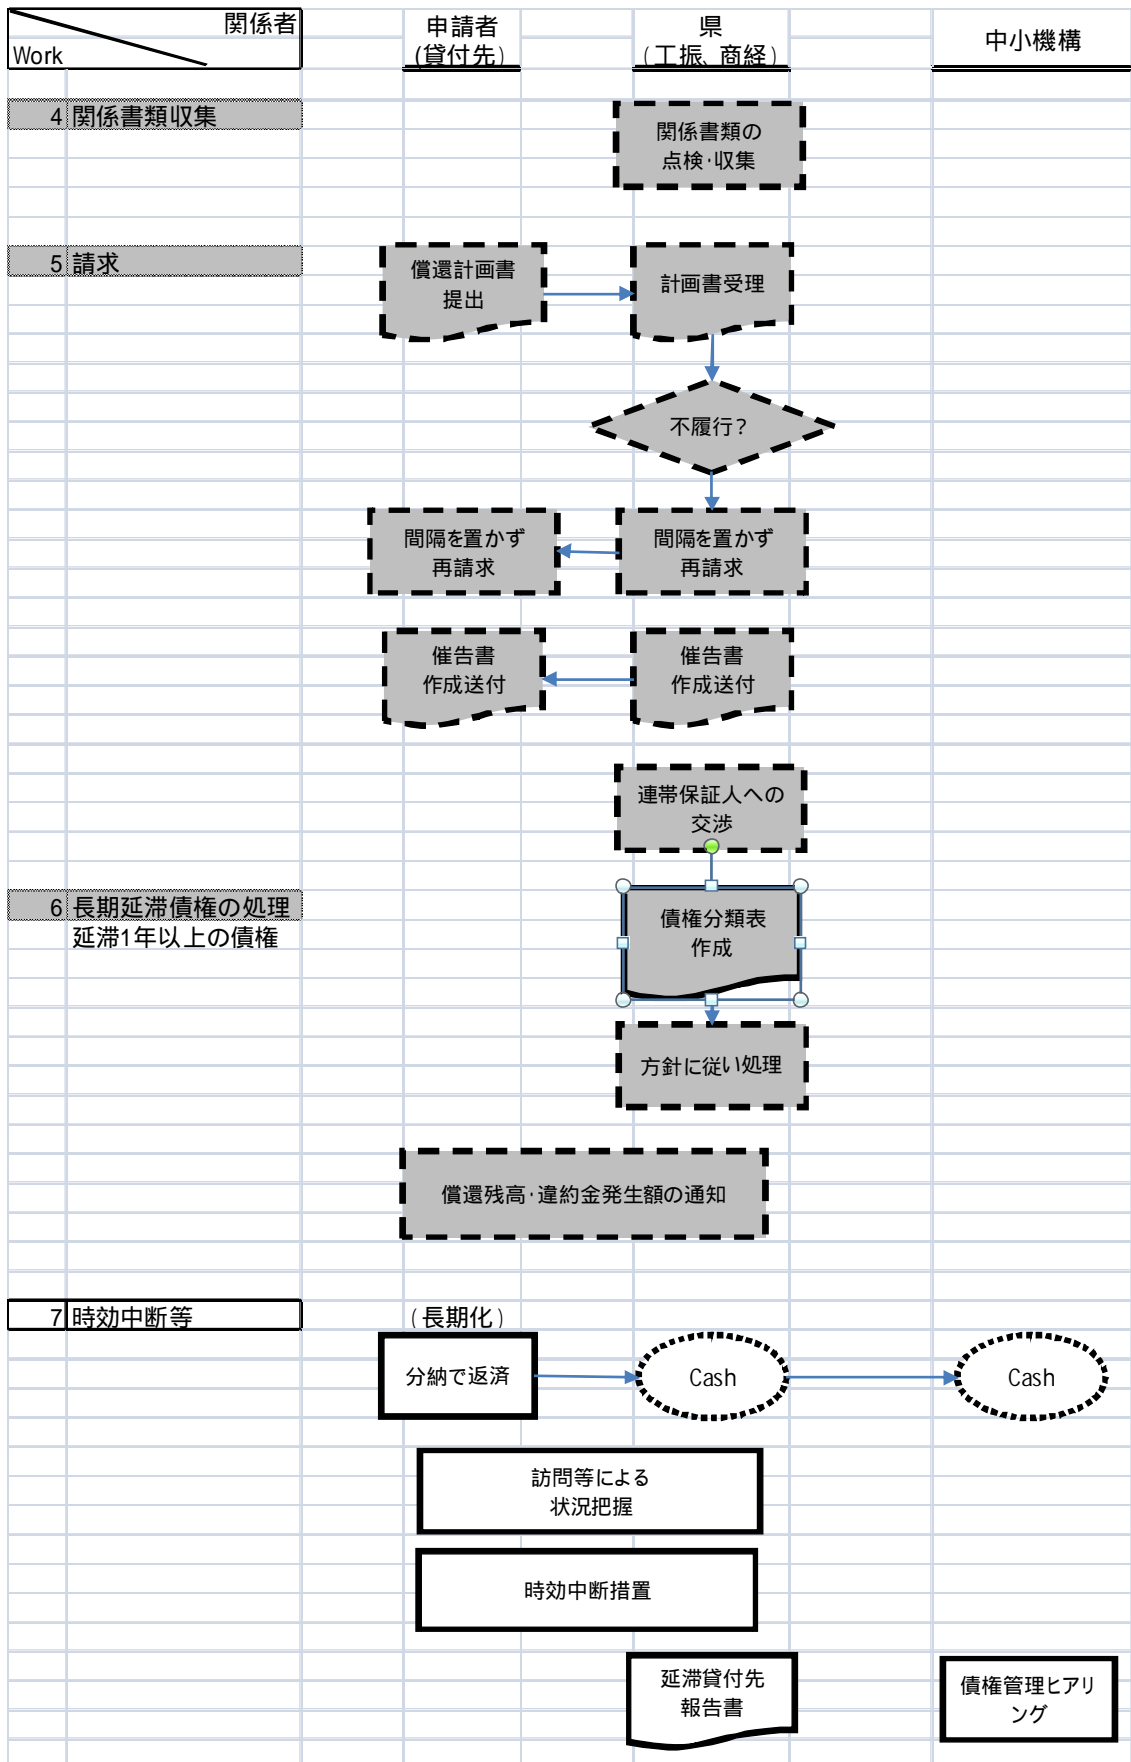 関係者
Work
申請者
(貸付先)
県
(工振、商経)
中小機構
4 関係書類収集
関係書類の
点検・収集
5 請求
償還計画書
提出
計画書受理
不履行？
間隔を置かず
再請求
間隔を置かず
再請求
催告書
作成送付
催告書
作成送付
連帯保証人への
交渉
6 長期延滞債権の処理
延滞1年以上の債権
債権分類表
作成
方針に従い処理
償還残高・違約金発生額の通知
7 時効中断等
(長期化)
分納で返済
Cash
Cash
訪問等による
状況把握
時効中断措置
延滞貸付先
報告書
債権管理ヒアリ
ング